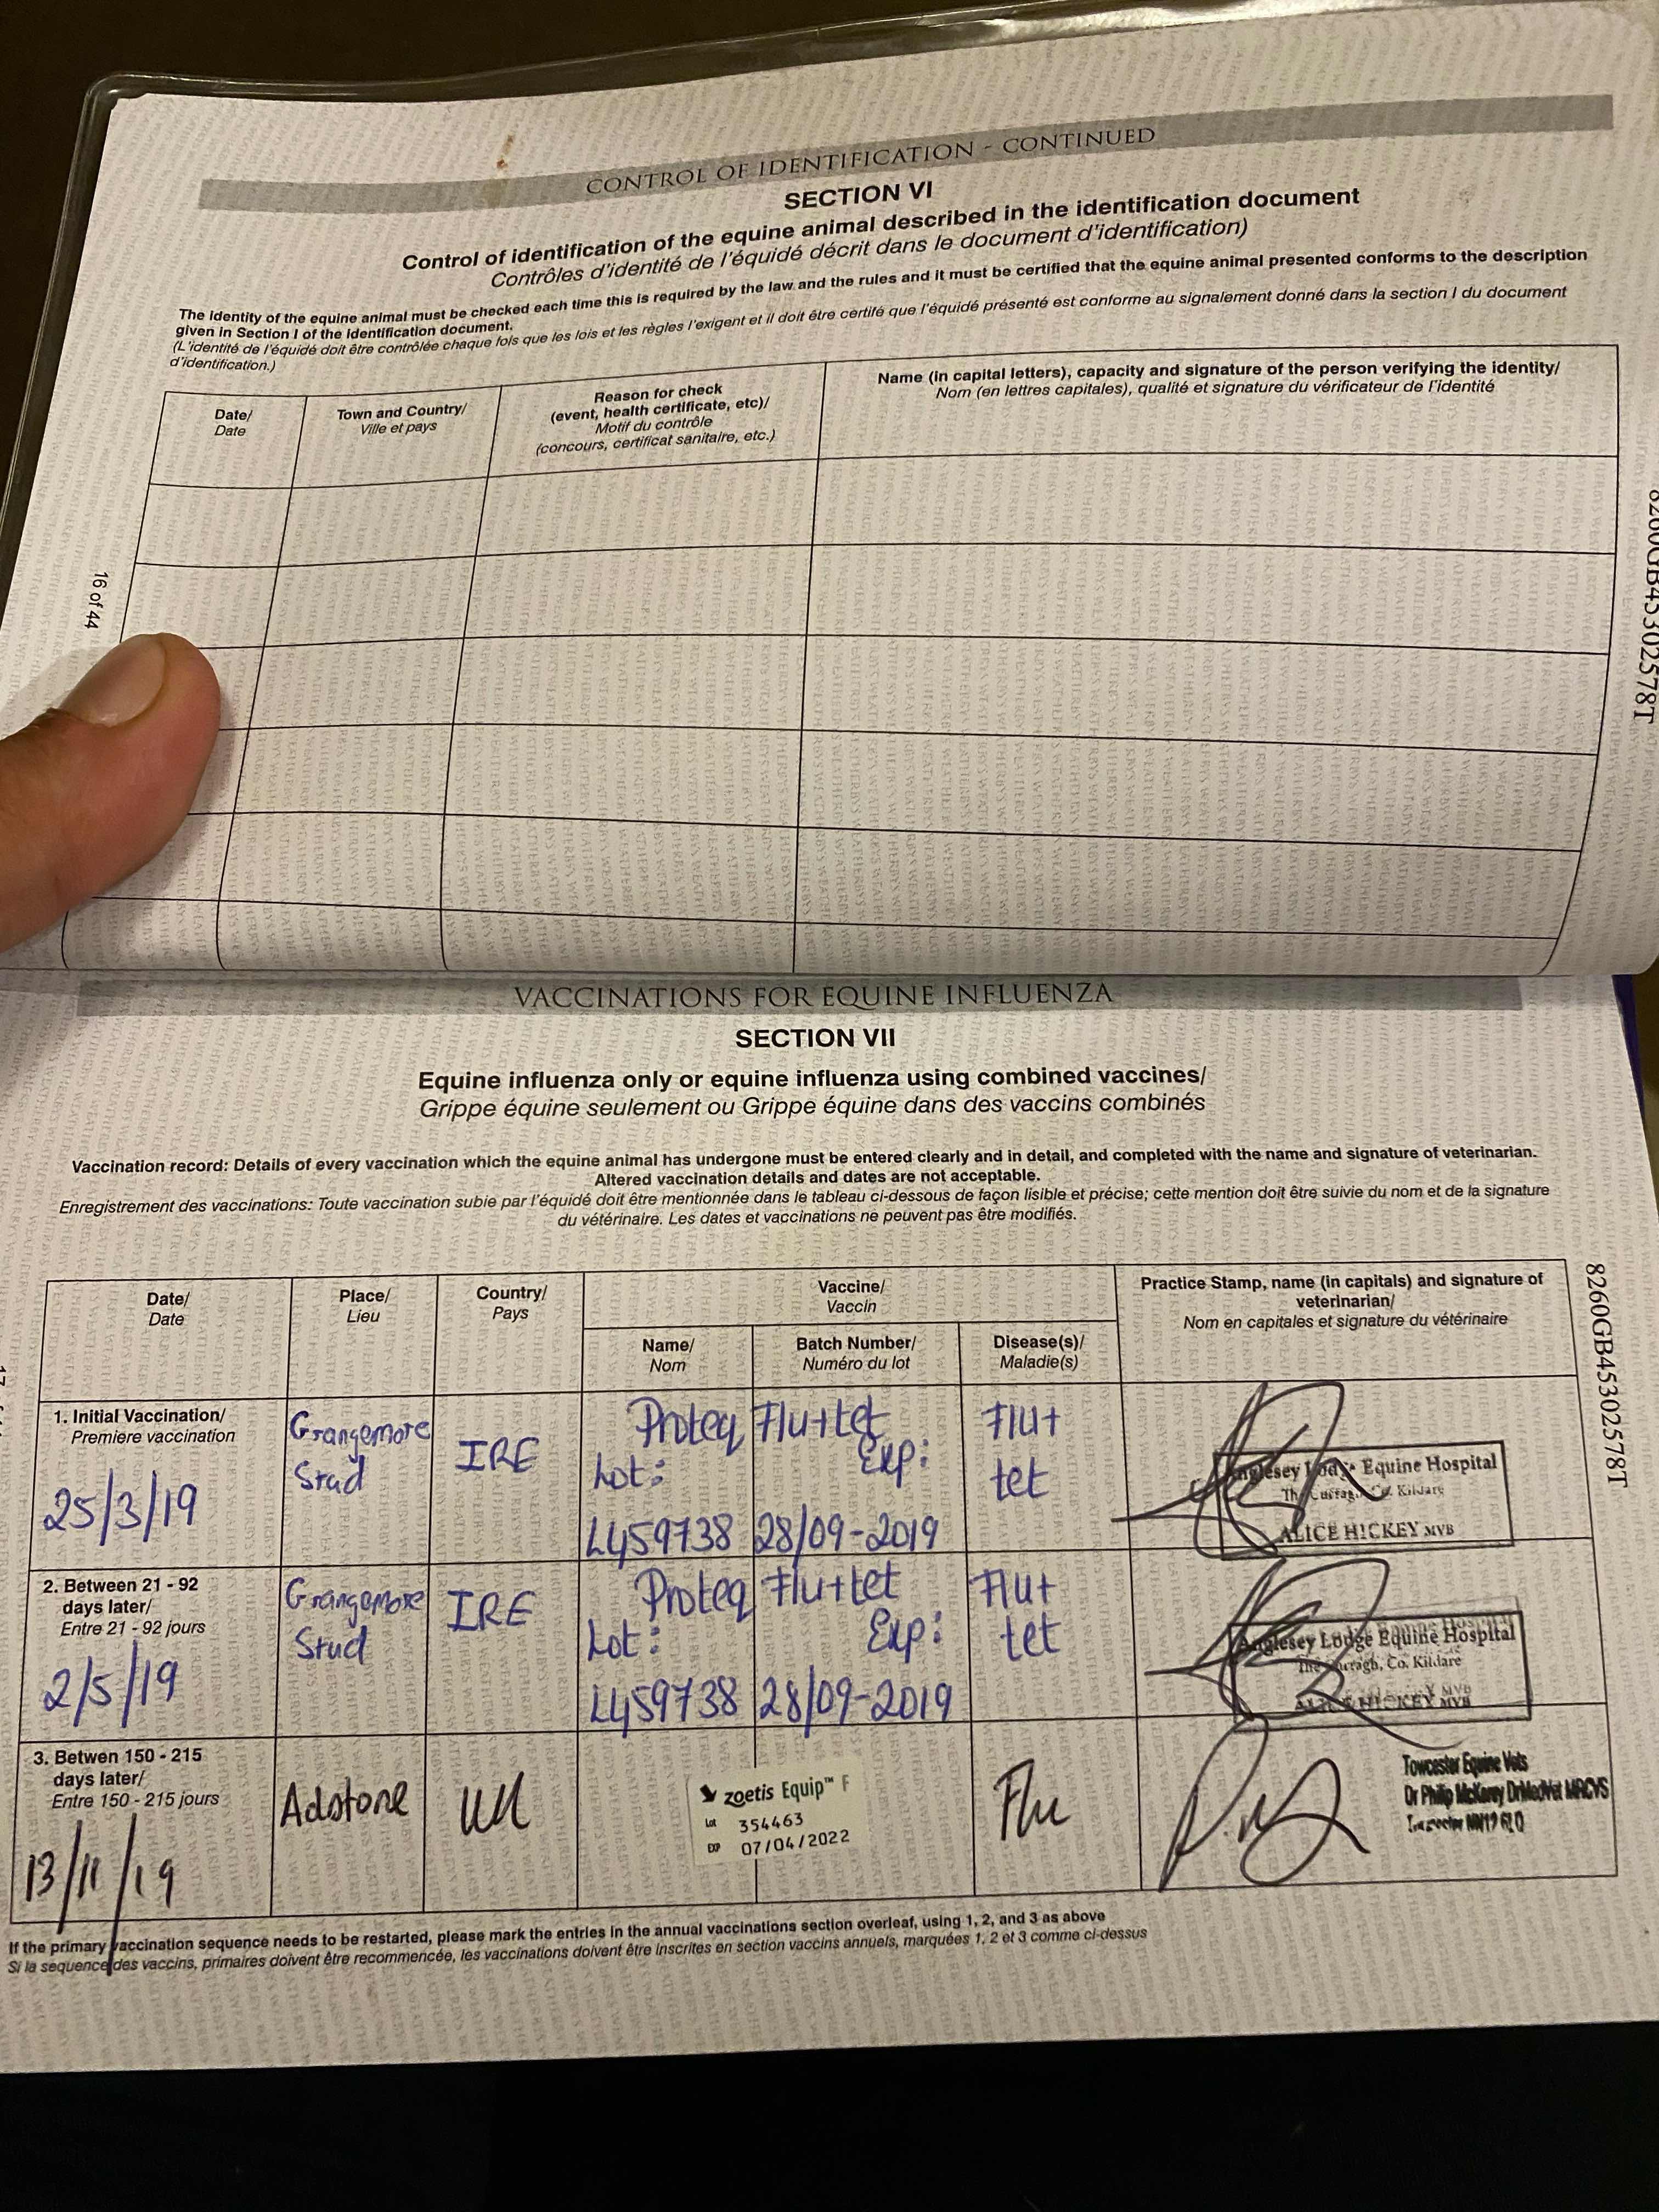 CONTROL OF IDENTIFICATION - CONTINUED
SECTION VI
Control of identification of the equine animal described in the identification document
Contrôles d'identité de l'équidé décrit dans le document d'identification)
The identity of the equine animal must be checked each time this is required by the law and the rules and it must be certified that the equine animal presented conforms to the description
given in Section I of the identification document.
(L'identité de l'équidé doit être contrôlée chaque fois que les lois et les règles l'exigent et il doit être certifé que l'équidé présenté est conforme au signalement donné dans la section I du document
d'identification.)
Date/
Date
Town and Country/
Ville et pays
Reason for check
(event, health certificate, etc)/
Motif du contrôle
(concours, certificat sanitaire, etc.)
Name (in capital letters), capacity and signature of the person verifying the identity/
Nom (en lettres capitales), qualité et signature du vérificateur de l'identité
16 of 44
8260GB45302578T
VACCINATIONS FOR EQUINE INFLUENZA
SECTION VII
Equine influenza only or equine influenza using combined vaccines/
Grippe équine seulement ou Grippe équine dans des vaccins combinés
Vaccination record: Details of every vaccination which the equine animal has undergone must be entered clearly and in detail, and completed with the name and signature of veterinarian.
Altered vaccination details and dates are not acceptable.
Enregistrement des vaccinations: Toute vaccination subie par l'équidé doit être mentionnée dans le tableau ci-dessous de façon lisible et précise; cette mention doit être suivie du nom et de la signature
du vétérinaire. Les dates et vaccinations ne peuvent pas être modifiés.
Date/
Date
Place/
Lieu
Country/
Pays
Vaccine/
Vaccin
Name/
Nom
Batch Number/
Numéro du lot
Disease(s)/
Maladie(s)
Practice Stamp, name (in capitals) and signature of
veterinarian/
Nom en capitales et signature du vétérinaire
1. Initial Vaccination/
Premiere vaccination
25/3/19
Grangemore
Stud
IRE
Proteq Flu+tet
Lot: Exp:
L459738 28/09-2019
Flu+
tet
Anglesey Lodge Equine Hospital
The Curragh, Co. Kildare
ALICE HICKEY MVB
2. Between 21 - 92
days later/
Entre 21 - 92 jours
2/5/19
Grangemore
Stud
IRE
Proteq Flu+tet
Lot: Exp:
L459738 28/09-2019
Flu+
tet
Anglesey Lodge Equine Hospital
The Curragh, Co. Kildare
ALICE HICKEY MVB
3. Betwen 150 - 215
days later/
Entre 150 - 215 jours
13/11/19
Adstone
UK
zoetis Equip™ F
Lot 354463
EXP 07/04/2022
Flu
Towcester Equine Vets
Dr Philip DrMedVet MRCVS
NN12 6LQ
8260GB45302578T
If the primary vaccination sequence needs to be restarted, please mark the entries in the annual vaccinations section overleaf, using 1, 2, and 3 as above
Si la sequence des vaccins, primaires doivent être recommencée, les vaccinations doivent être inscrites en section vaccins annuels, marquées 1, 2 et 3 comme ci-dessus